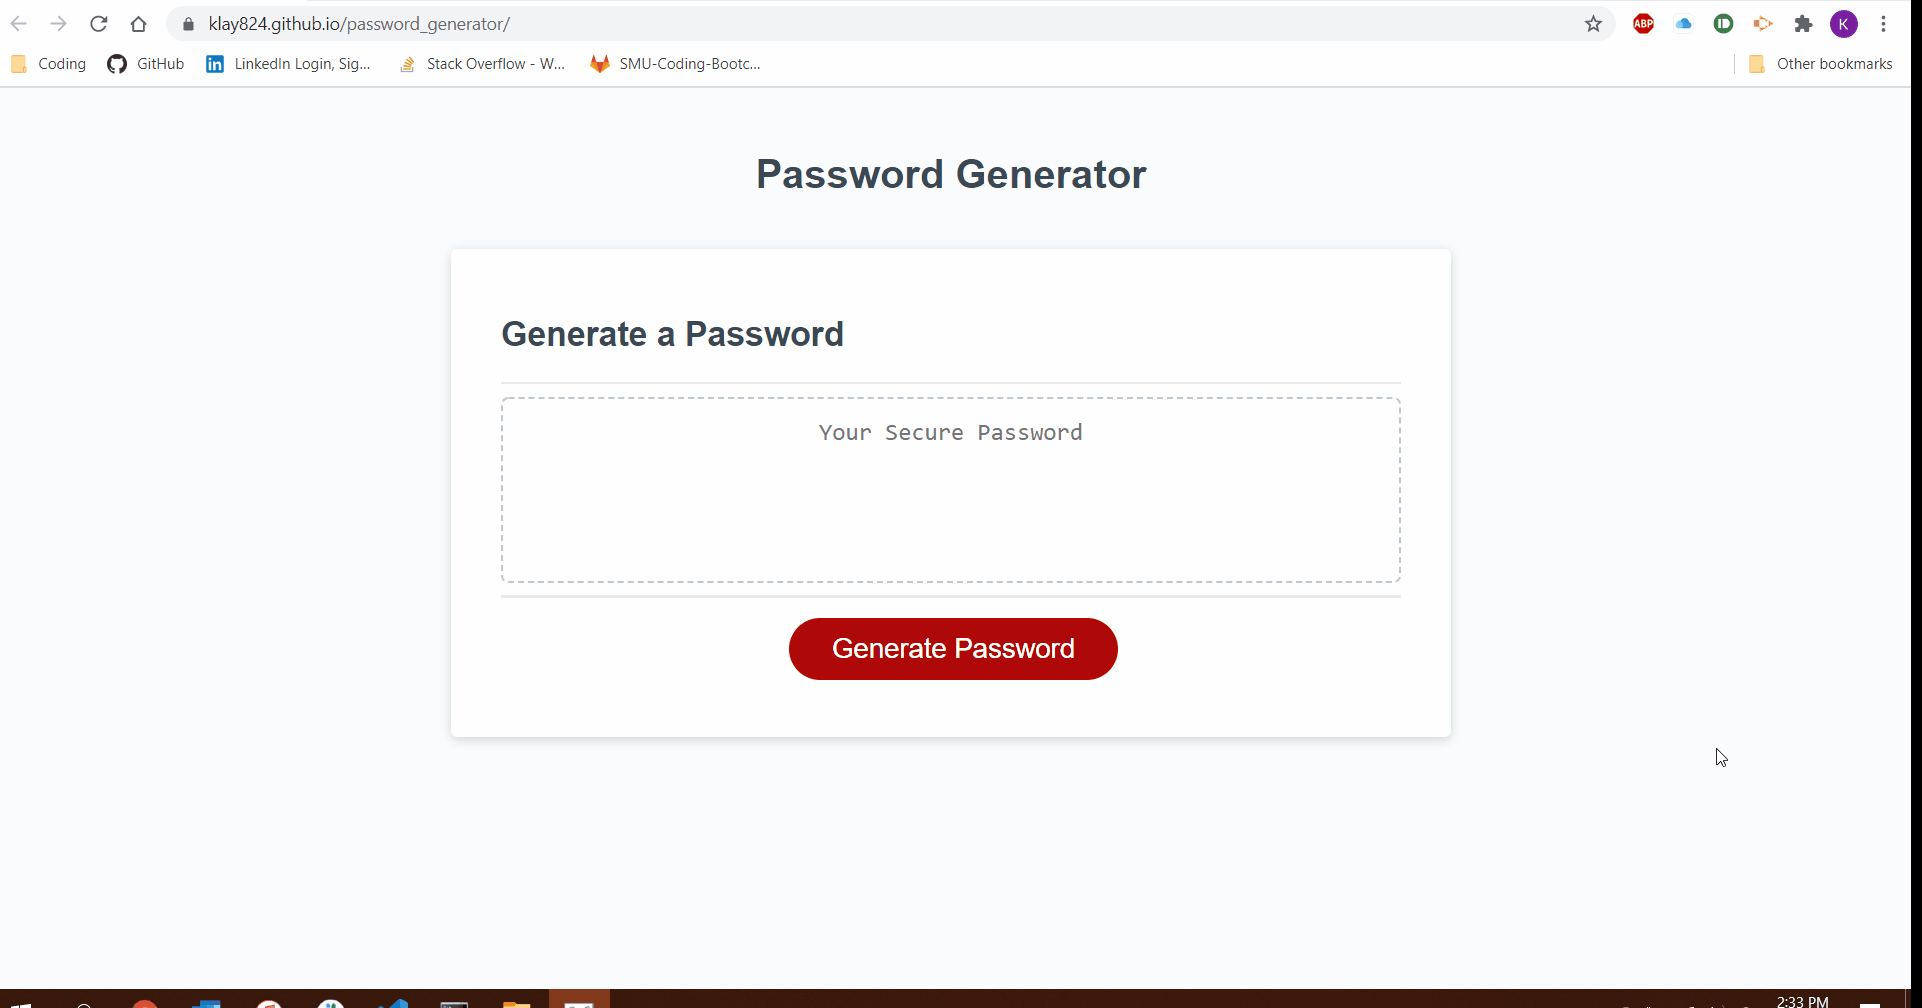 klay824.github.io/password_generator/
ABP
K
Coding
GitHub
LinkedIn Login, Sig...
Stack Overflow - W...
SMU-Coding-Bootc...
Other bookmarks
Password Generator
Generate a Password
Your Secure Password
Generate Password
2:33 PM